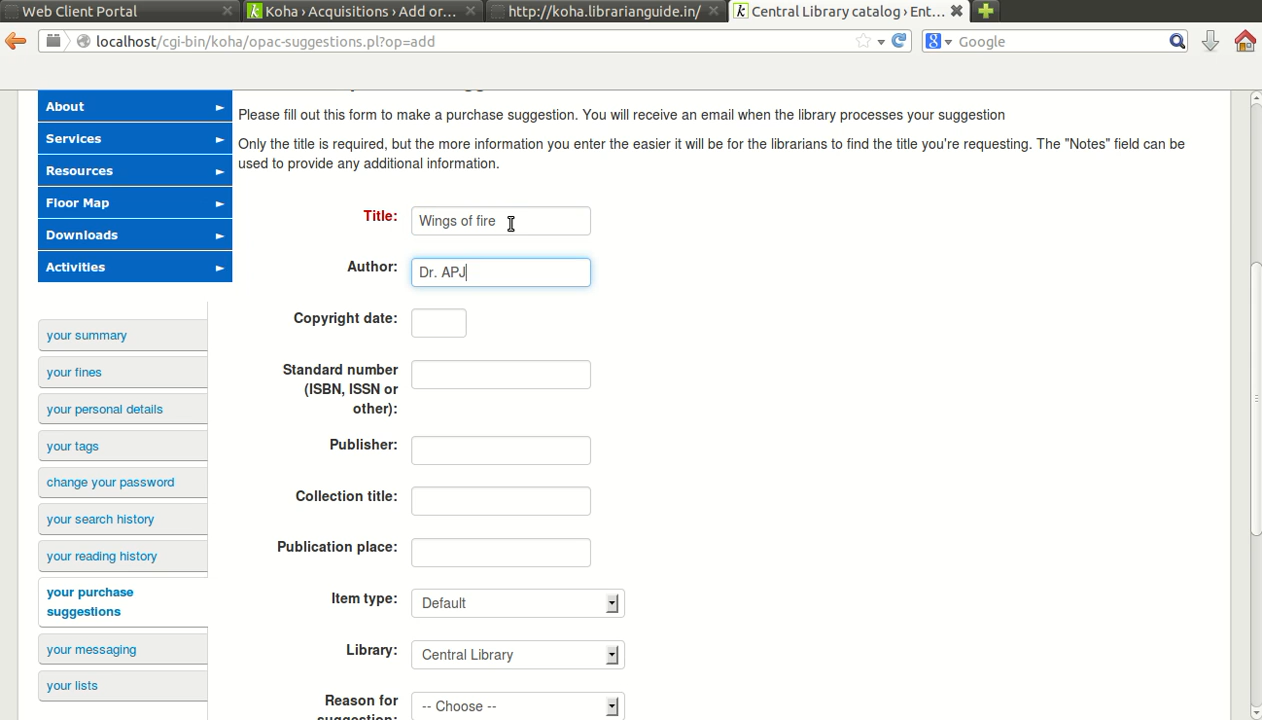 Web Client Portal
Koha › Acquisitions › Add or...
http://koha.librarianguide.in/
Central Library catalog › Ent...
localhost/cgi-bin/koha/opac-suggestions.pl?op=add
Google
About
Services
Resources
Floor Map
Downloads
Activities
your summary
your fines
your personal details
your tags
change your password
your search history
your reading history
your purchase
suggestions
your messaging
your lists
Please fill out this form to make a purchase suggestion. You will receive an email when the library processes your suggestion
Only the title is required, but the more information you enter the easier it will be for the librarians to find the title you're requesting. The "Notes" field can be
used to provide any additional information.
Title: Wings of fire
Author: Dr. APJ
Copyright date:
Standard number
(ISBN, ISSN or
other):
Publisher:
Collection title:
Publication place:
Item type: Default
Library: Central Library
Reason for
suggestion: -- Choose --